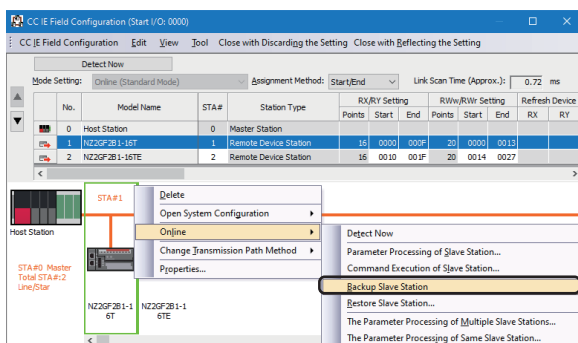 CC IE Field Configuration (Start I/O: 0000)
CC IE Field Configuration Edit View Tool Close with Discarding the Setting Close with Reflecting the Setting
Detect Now
Mode Setting: Online (Standard Mode) Assignment Method: Start/End Link Scan Time (Approx.): 0.72 ms
No. Model Name STA# Station Type RX/RY Setting RWw/RWr Setting Refresh Device
Points Start End Points Start End RX RY
0 Host Station 0 Master Station
1 NZ2GF2B1-16T 1 Remote Device Station 16 0000 000F 20 0000 0013
2 NZ2GF2B1-16TE 2 Remote Device Station 16 0010 001F 20 0014 0027
STA#1
Host Station
STA#0 Master
Total STA#:2
Line/Star
NZ2GF2B1-1
6T
NZ2GF2B1-1
6TE
Delete
Open System Configuration
Online
Change Transmission Path Method
Properties...
Detect Now
Parameter Processing of Slave Station...
Command Execution of Slave Station...
Backup Slave Station
Restore Slave Station...
The Parameter Processing of Multiple Slave Stations...
The Parameter Processing of Same Slave Station...